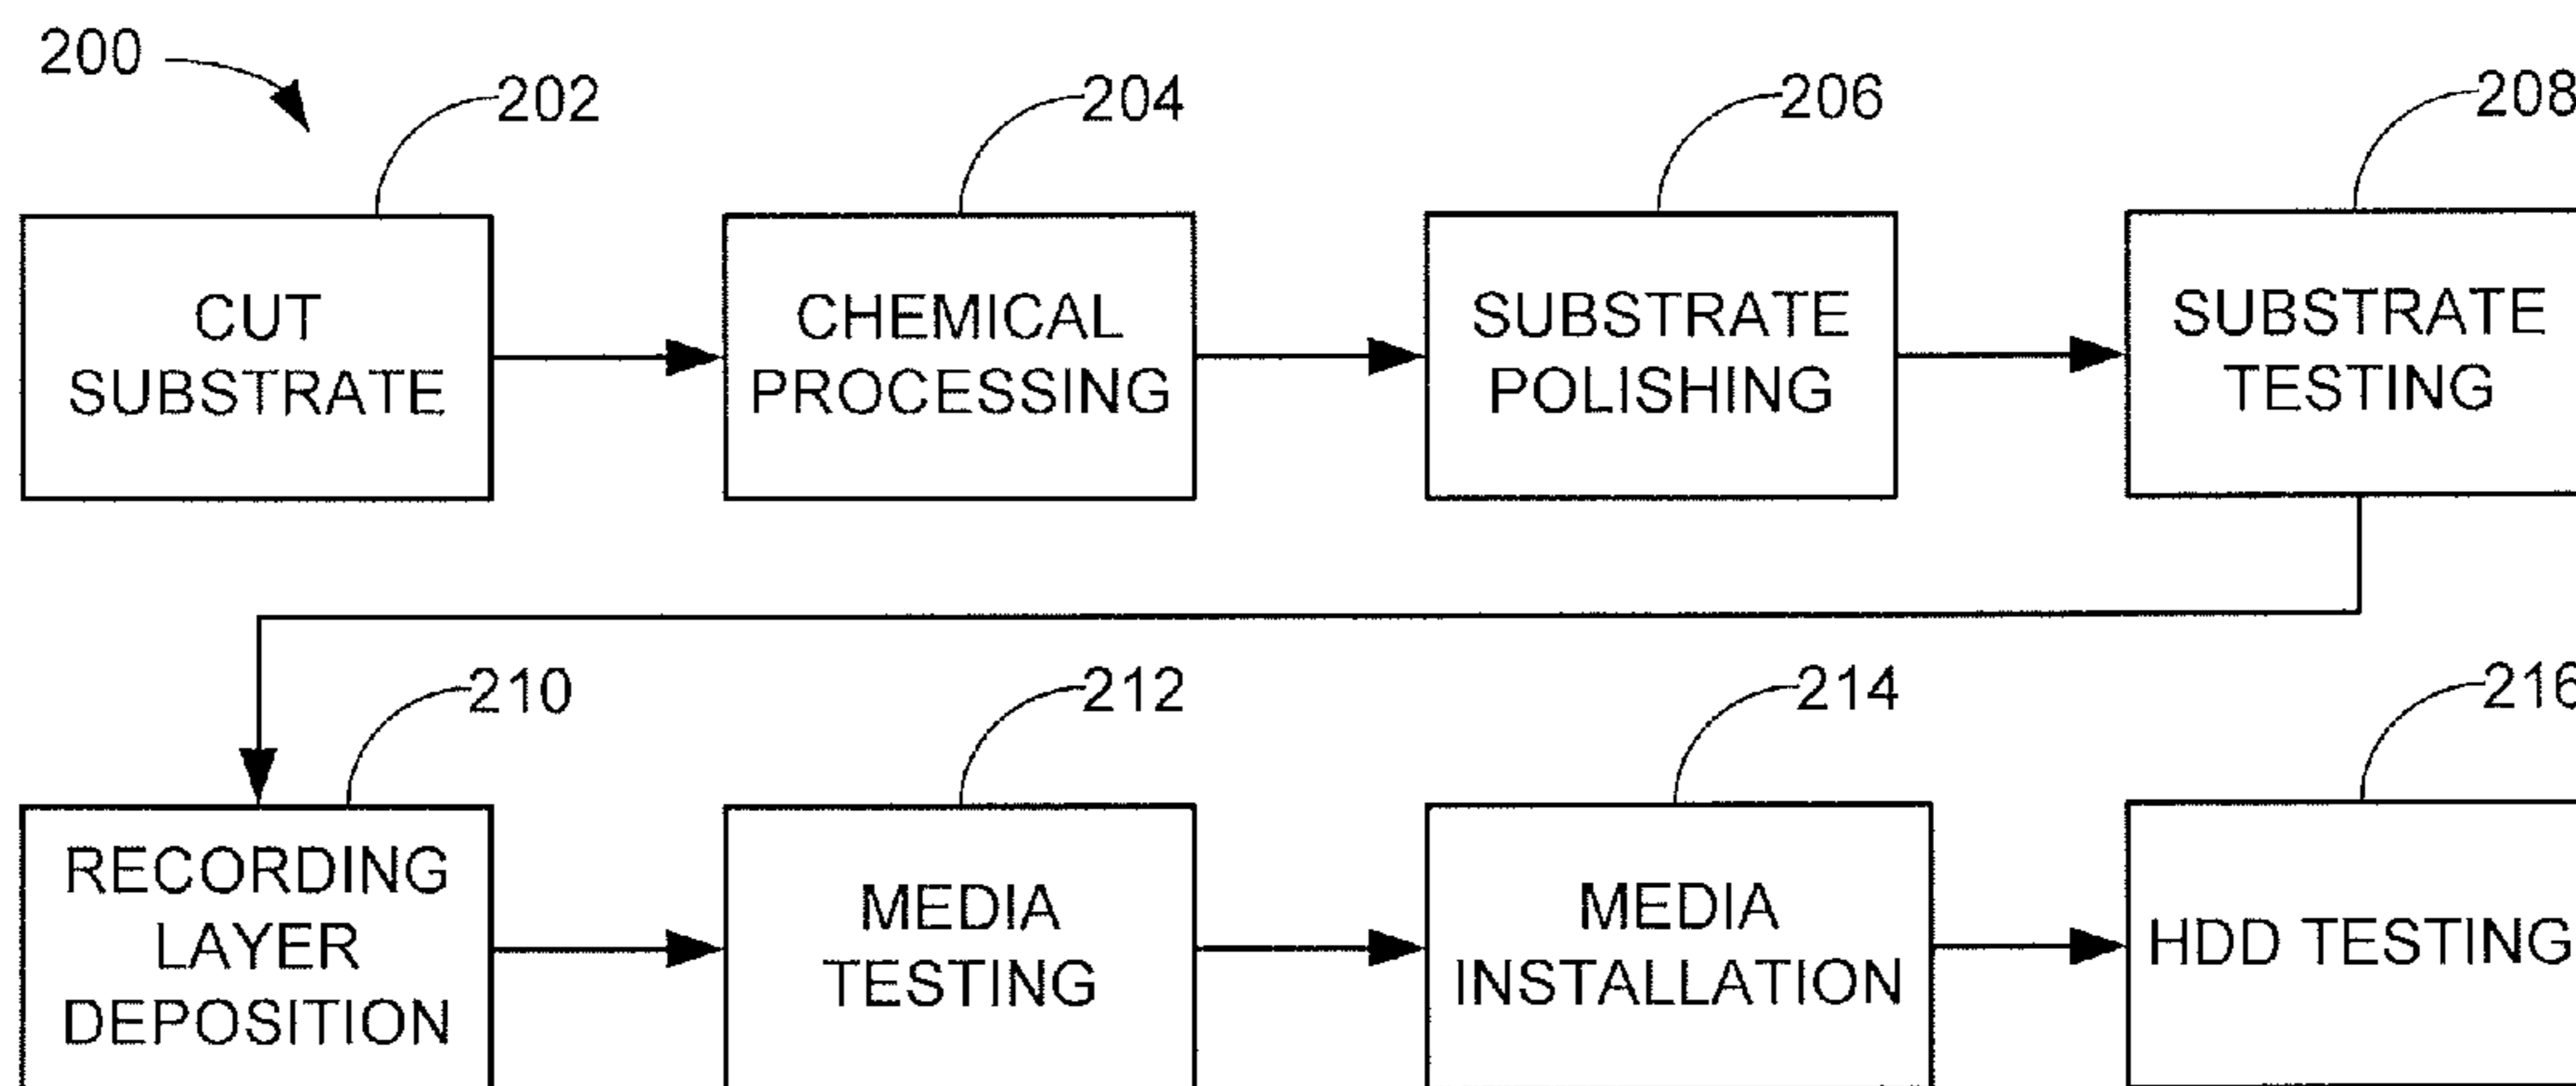 200
202
204
206
208
CUT
SUBSTRATE
CHEMICAL
PROCESSING
SUBSTRATE
POLISHING
SUBSTRATE
TESTING
210
212
214
216
RECORDING
LAYER
DEPOSITION
MEDIA
TESTING
MEDIA
INSTALLATION
HDD TESTING